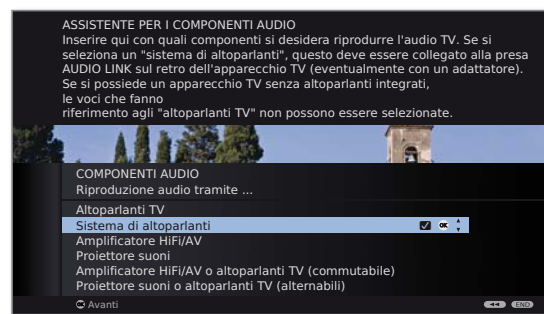 ASSISTENTE PER I COMPONENTI AUDIO
Inserire qui con quali componenti si desidera riprodurre l'audio TV. Se si
seleziona un "sistema di altoparlanti", questo deve essere collegato alla presa
AUDIO LINK sul retro dell'apparecchio TV (eventualmente con un adattatore).
Se si possiede un apparecchio TV senza altoparlanti integrati,
le voci che fanno
riferimento agli "altoparlanti TV" non possono essere selezionate.
COMPONENTI AUDIO
Riproduzione audio tramite ...
Altoparlanti TV
Sistema di altoparlanti OK
Amplificatore HiFi/AV
Proiettore suoni
Amplificatore HiFi/AV o altoparlanti TV (commutabile)
Proiettore suoni o altoparlanti TV (alternabili)
OK Avanti END